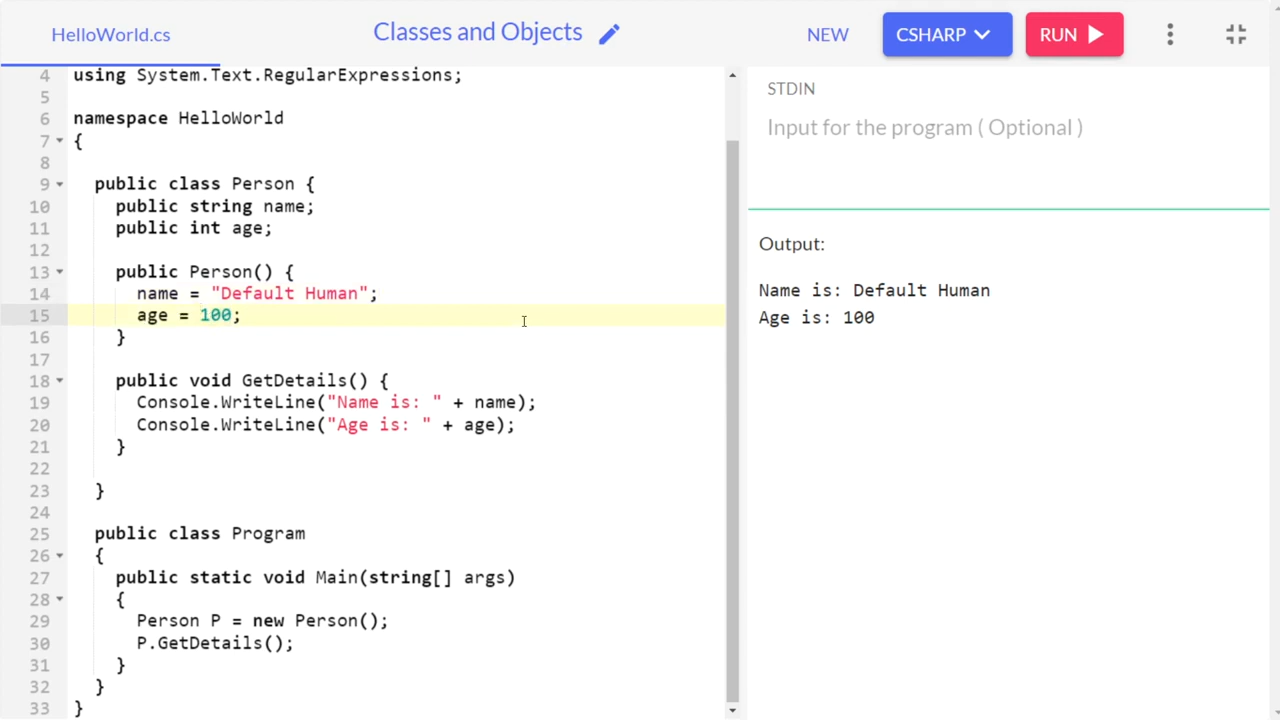 HelloWorld.cs
Classes and Objects
NEW
CSHARP
RUN
4 using System.Text.RegularExpressions;
5
6 namespace HelloWorld
7 {
8
9 public class Person {
10 public string name;
11 public int age;
12
13 public Person() {
14 name = "Default Human";
15 age = 100;
16 }
17
18 public void GetDetails() {
19 Console.WriteLine("Name is: " + name);
20 Console.WriteLine("Age is: " + age);
21 }
22
23 }
24
25 public class Program
26 {
27 public static void Main(string[] args)
28 {
29 Person P = new Person();
30 P.GetDetails();
31 }
32 }
33 }
STDIN
Input for the program ( Optional )
Output:
Name is: Default Human
Age is: 100